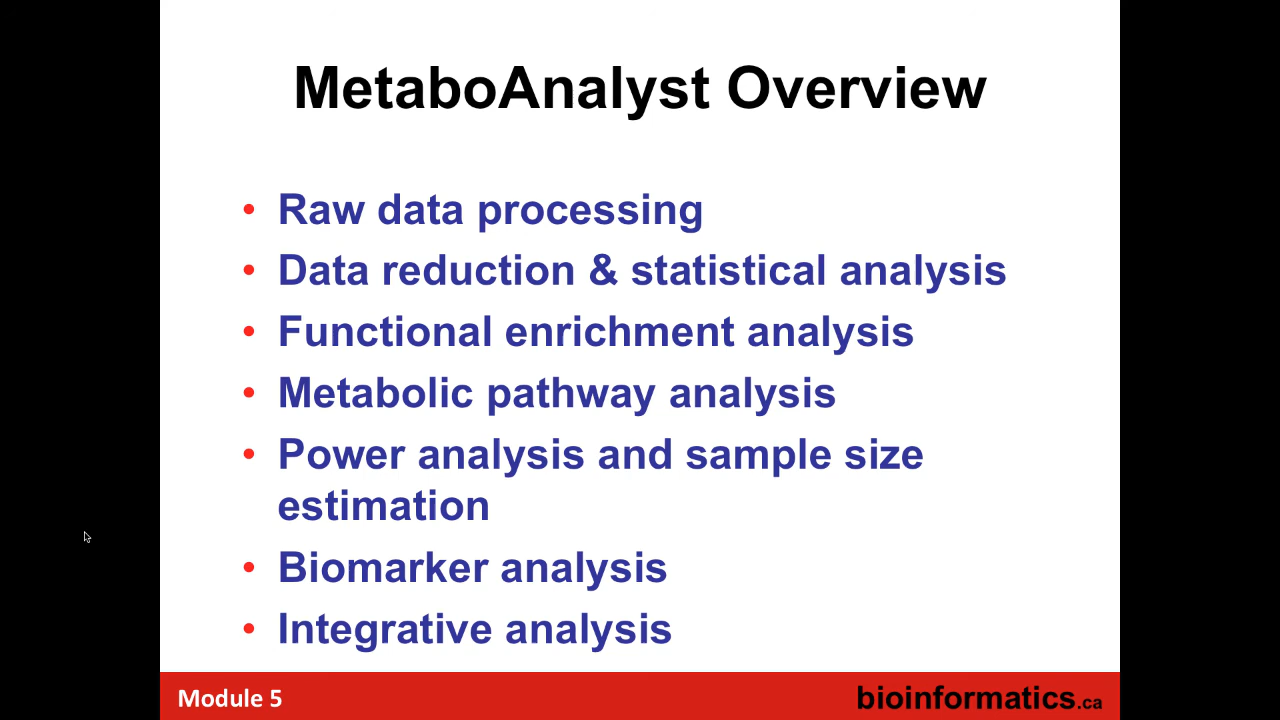 MetaboAnalyst Overview
• Raw data processing
• Data reduction & statistical analysis
• Functional enrichment analysis
• Metabolic pathway analysis
• Power analysis and sample size
estimation
• Biomarker analysis
• Integrative analysis
Module 5
bioinformatics.ca